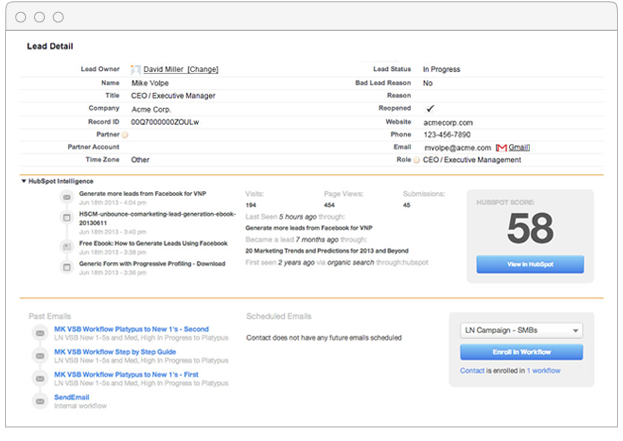 Lead Detail
Lead Owner David Miller [Change]
Lead Status In Progress
Name Mike Volpe
Bad Lead Reason No
Title CEO / Executive Manager
Reason
Company Acme Corp.
Reopened ✓
Record ID 00Q7000000ZOULw
Website acmecorp.com
Partner
Phone 123-456-7890
Partner Account
Email mvolpe@acme.com [M Gmail]
Time Zone Other
Role CEO / Executive Management
HubSpot Intelligence
Generate more leads from Facebook for VNP
Jun 18th 2013 - 4:04 pm
HSCM-unbounce-comarketing-lead-generation-ebook-
20130611
Jun 18th 2013 - 3:40 pm
Free Ebook: How to Generate Leads Using Facebook
Jun 18th 2013 - 3:38 pm
Generic Form with Progressive Profiling - Download
Jun 18th 2013 - 3:36 pm
Visits: Page Views: Submissions:
194 454 45
Last Seen 5 hours ago through:
Generate more leads from Facebook for VNP
Became a lead 7 months ago through:
20 Marketing Trends and Predictions for 2013 and Beyond
First seen 2 years ago via organic search through:hubspot
HUBSPOT SCORE:
58
View in HubSpot
Past Emails
MK VSB Workflow Platypus to New 1's - Second
LN VSB New 1-5s and Med, High In Progress to Platypus
MK VSB Workflow Step by Step Guide
LN VSB New 1-5s and Med, High In Progress to Platypus
MK VSB Workflow Platypus to New 1's - First
LN VSB New 1-5s and Med, High In Progress to Platypus
SendEmail
Internal workflow
Scheduled Emails
Contact does not have any future emails scheduled
LN Campaign - SMBs
Enroll In Workflow
Contact is enrolled in 1 workflow